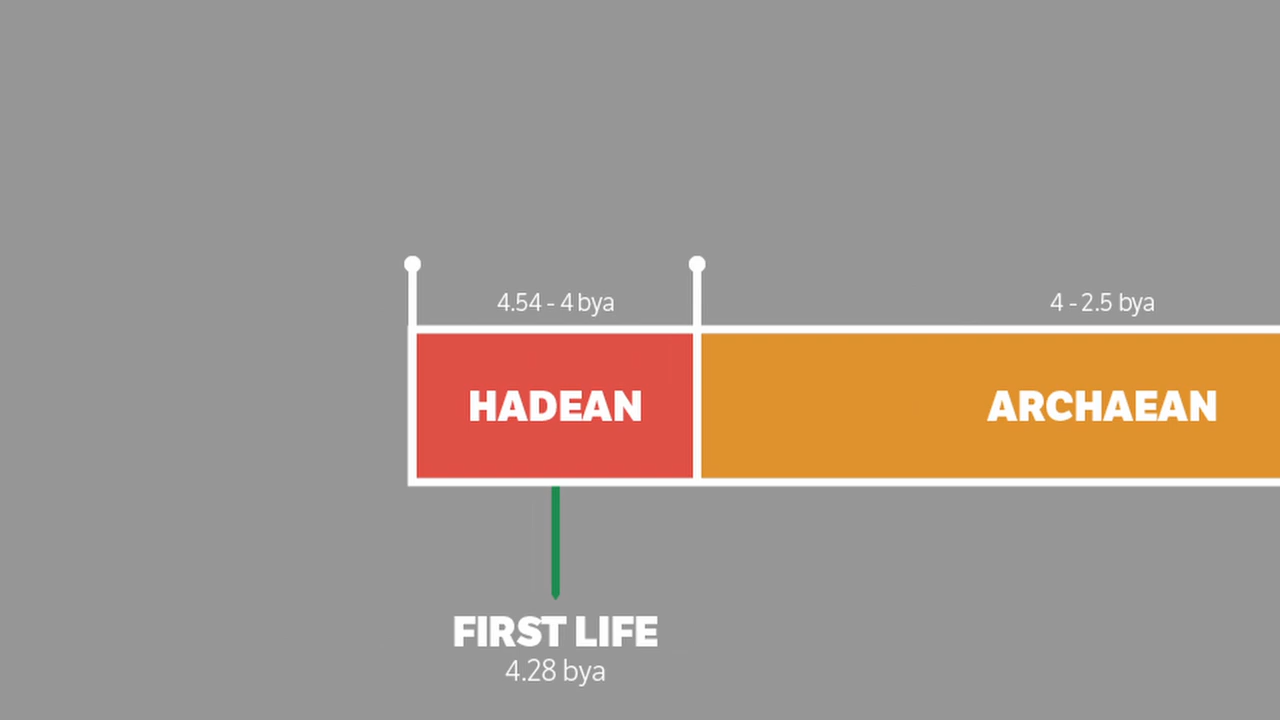 4.54 - 4 bya
4 - 2.5 bya
HADEAN
ARCHAEAN
FIRST LIFE
4.28 bya